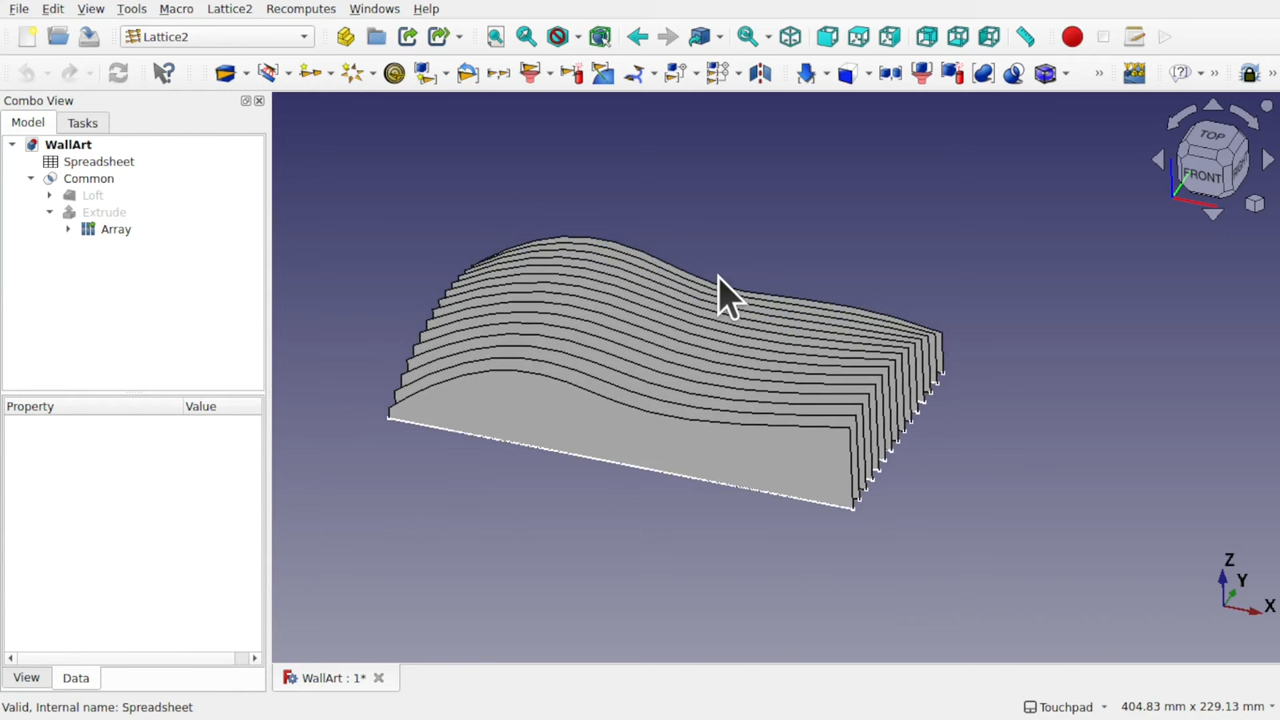 File Edit View Tools Macro Lattice2 Recomputes Windows Help
Lattice2
Combo View
Model Tasks
WallArt
Spreadsheet
Common
Loft
Extrude
Array
TOP
FRONT
RIGHT
Property Value
Z
Y
X
View Data
WallArt : 1*
Valid, Internal name: Spreadsheet
Touchpad 404.83 mm x 229.13 mm